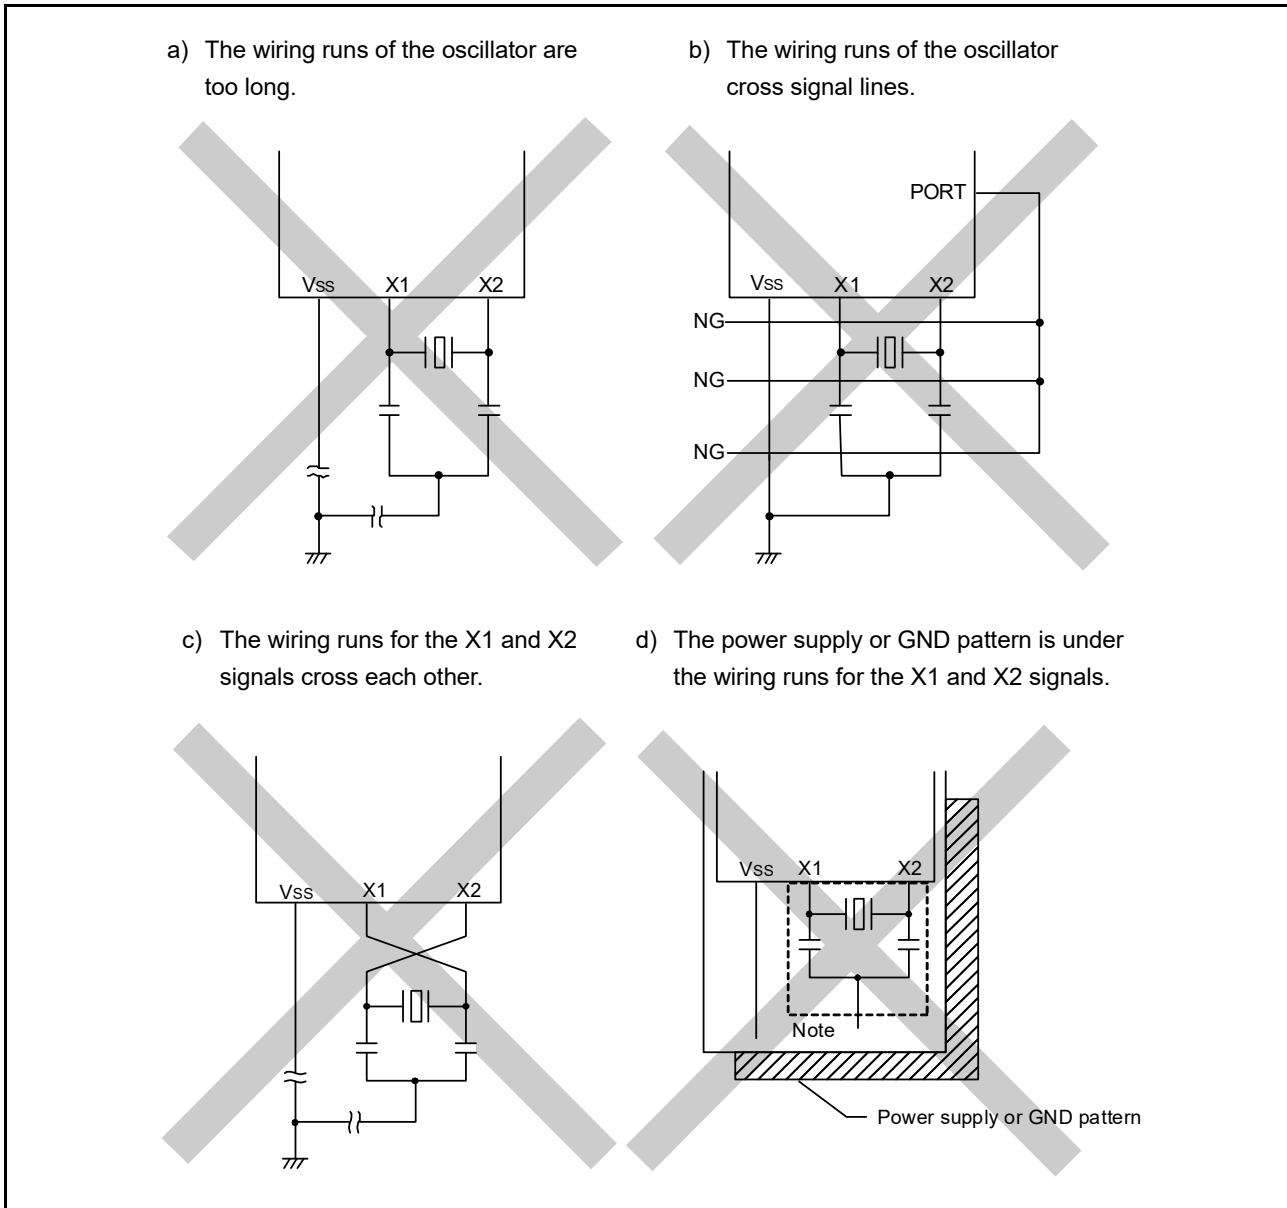 a) The wiring runs of the oscillator are
too long.
b) The wiring runs of the oscillator
cross signal lines.
Vss X1 X2
PORT
Vss X1 X2
NG
NG
NG
c) The wiring runs for the X1 and X2
signals cross each other.
d) The power supply or GND pattern is under
the wiring runs for the X1 and X2 signals.
Vss X1 X2
Vss X1 X2
Note
Power supply or GND pattern